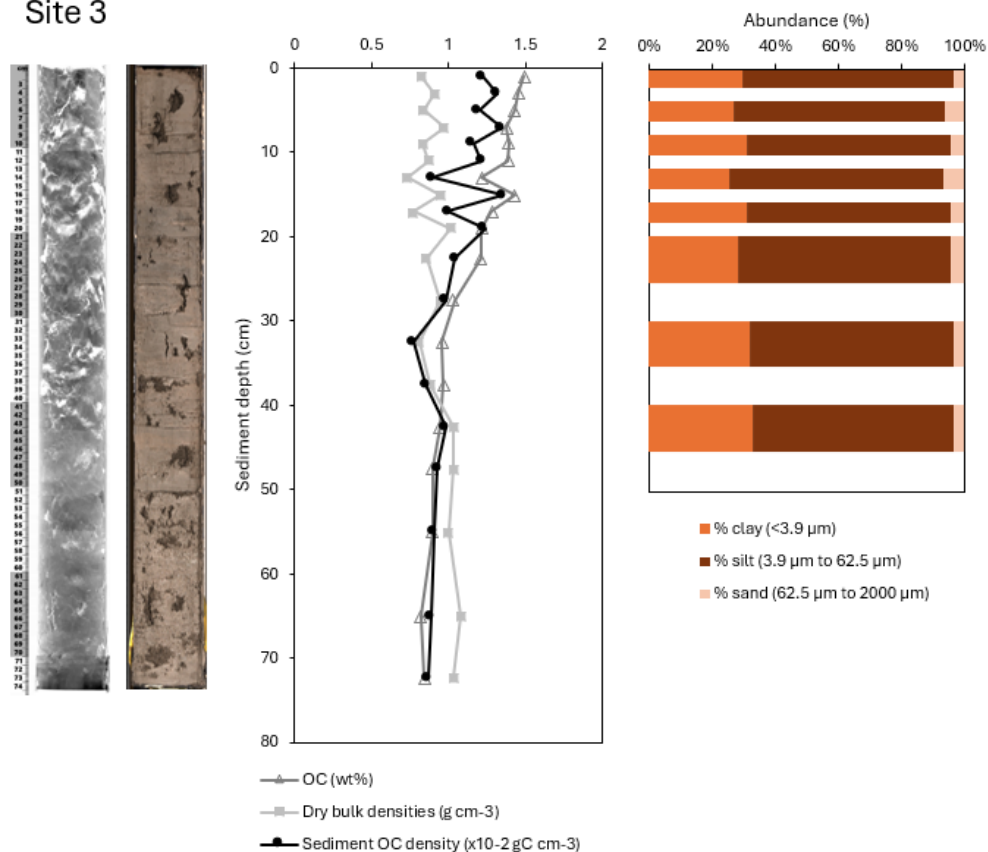 Site 3
Abundance (%)
0 0.5 1 1.5 2
0% 20% 40% 60% 80% 100%
0
10
20
30
40
50
60
70
80
Sediment depth (cm)
% clay (<3.9 µm)
% silt (3.9 µm to 62.5 µm)
% sand (62.5 µm to 2000 µm)
OC (wt%)
Dry bulk densities (g cm-3)
Sediment OC density (x10-2 gC cm-3)